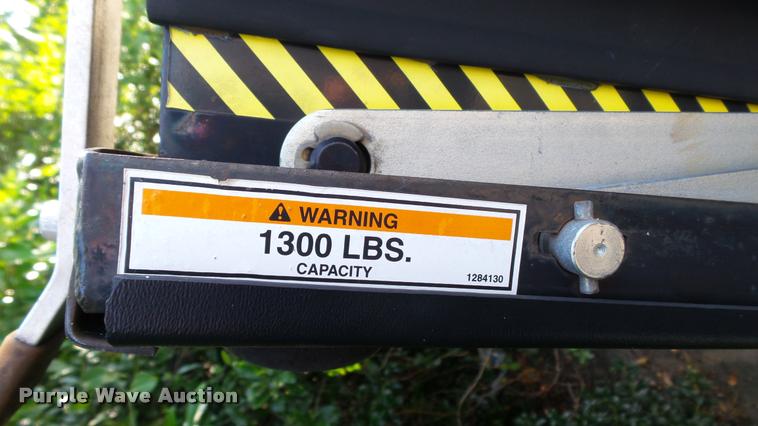 WARNING
1300 LBS.
CAPACITY
1284130
Purple Wave Auction